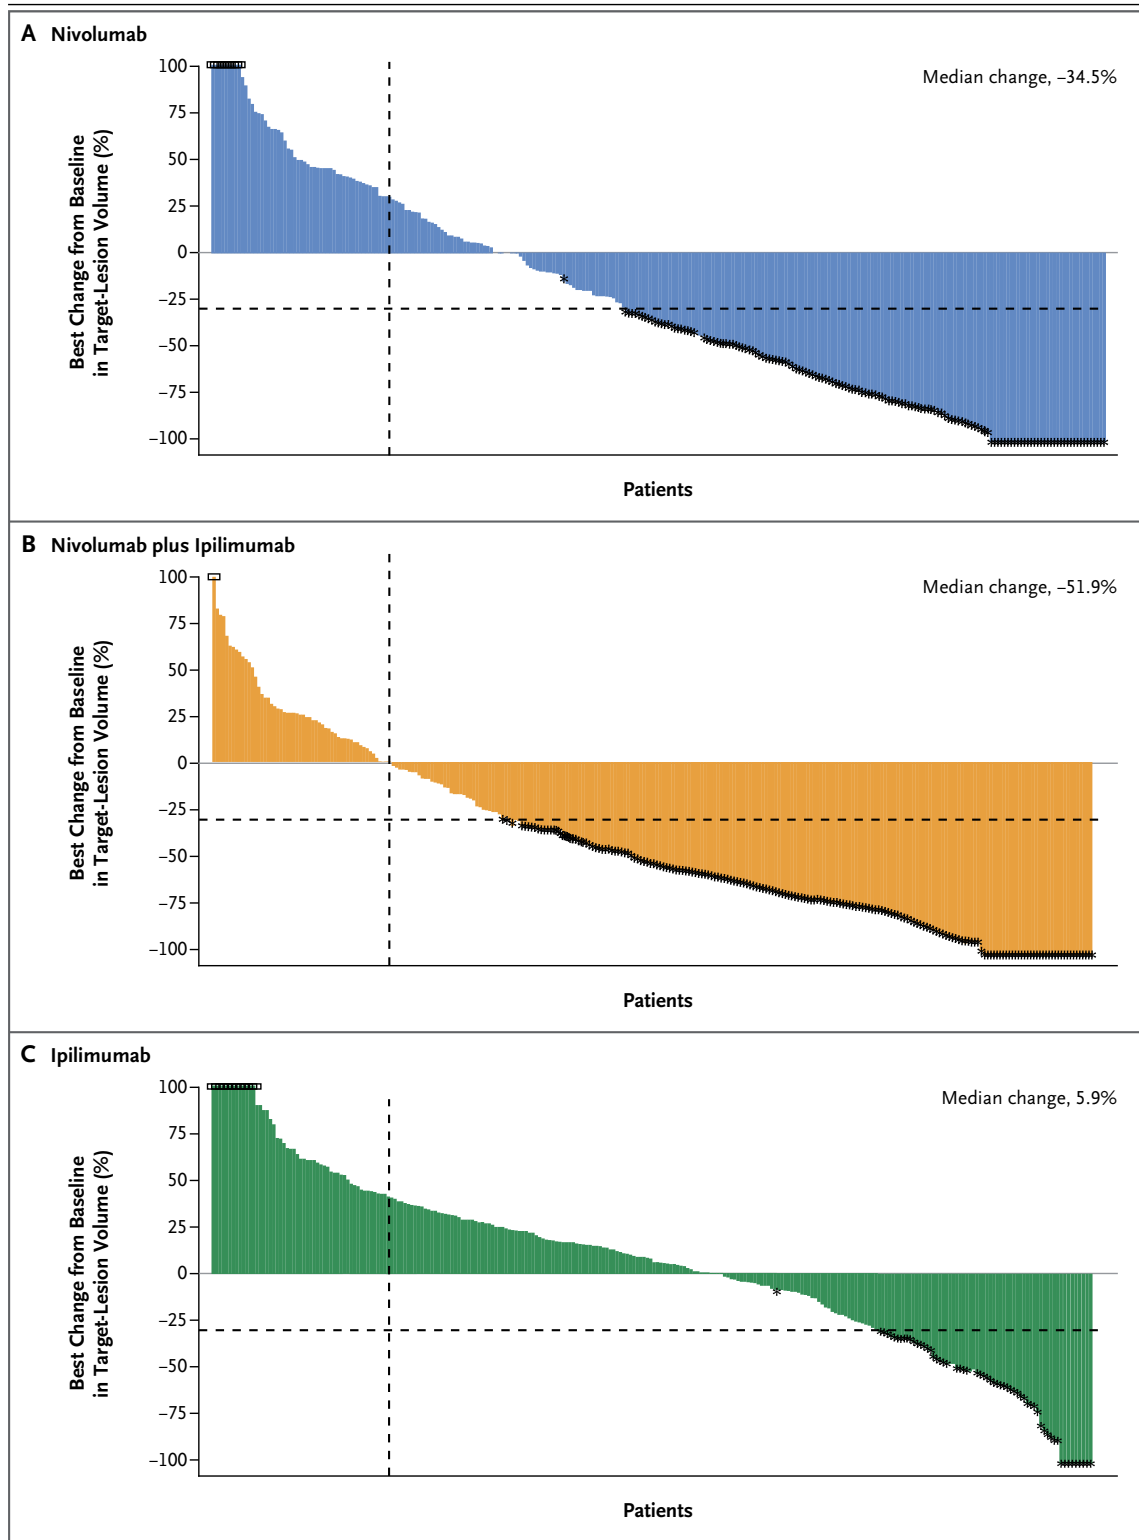 A Nivolumab
Median change, –34.5%
Best Change from Baseline
in Target-Lesion Volume (%)
100
75
50
25
0
–25
–50
–75
–100
Patients
B Nivolumab plus Ipilimumab
Median change, –51.9%
Best Change from Baseline
in Target-Lesion Volume (%)
100
75
50
25
0
–25
–50
–75
–100
Patients
C Ipilimumab
Median change, 5.9%
Best Change from Baseline
in Target-Lesion Volume (%)
100
75
50
25
0
–25
–50
–75
–100
Patients